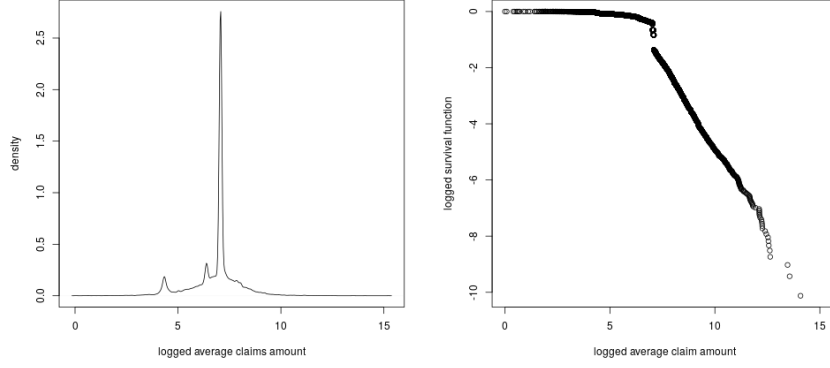 density
0.0 0.5 1.0 1.5 2.0 2.5
0 5 10 15
logged average claims amount
logged survival function
0 -2 -4 -6 -8 -10
0 5 10 15
logged average claim amount